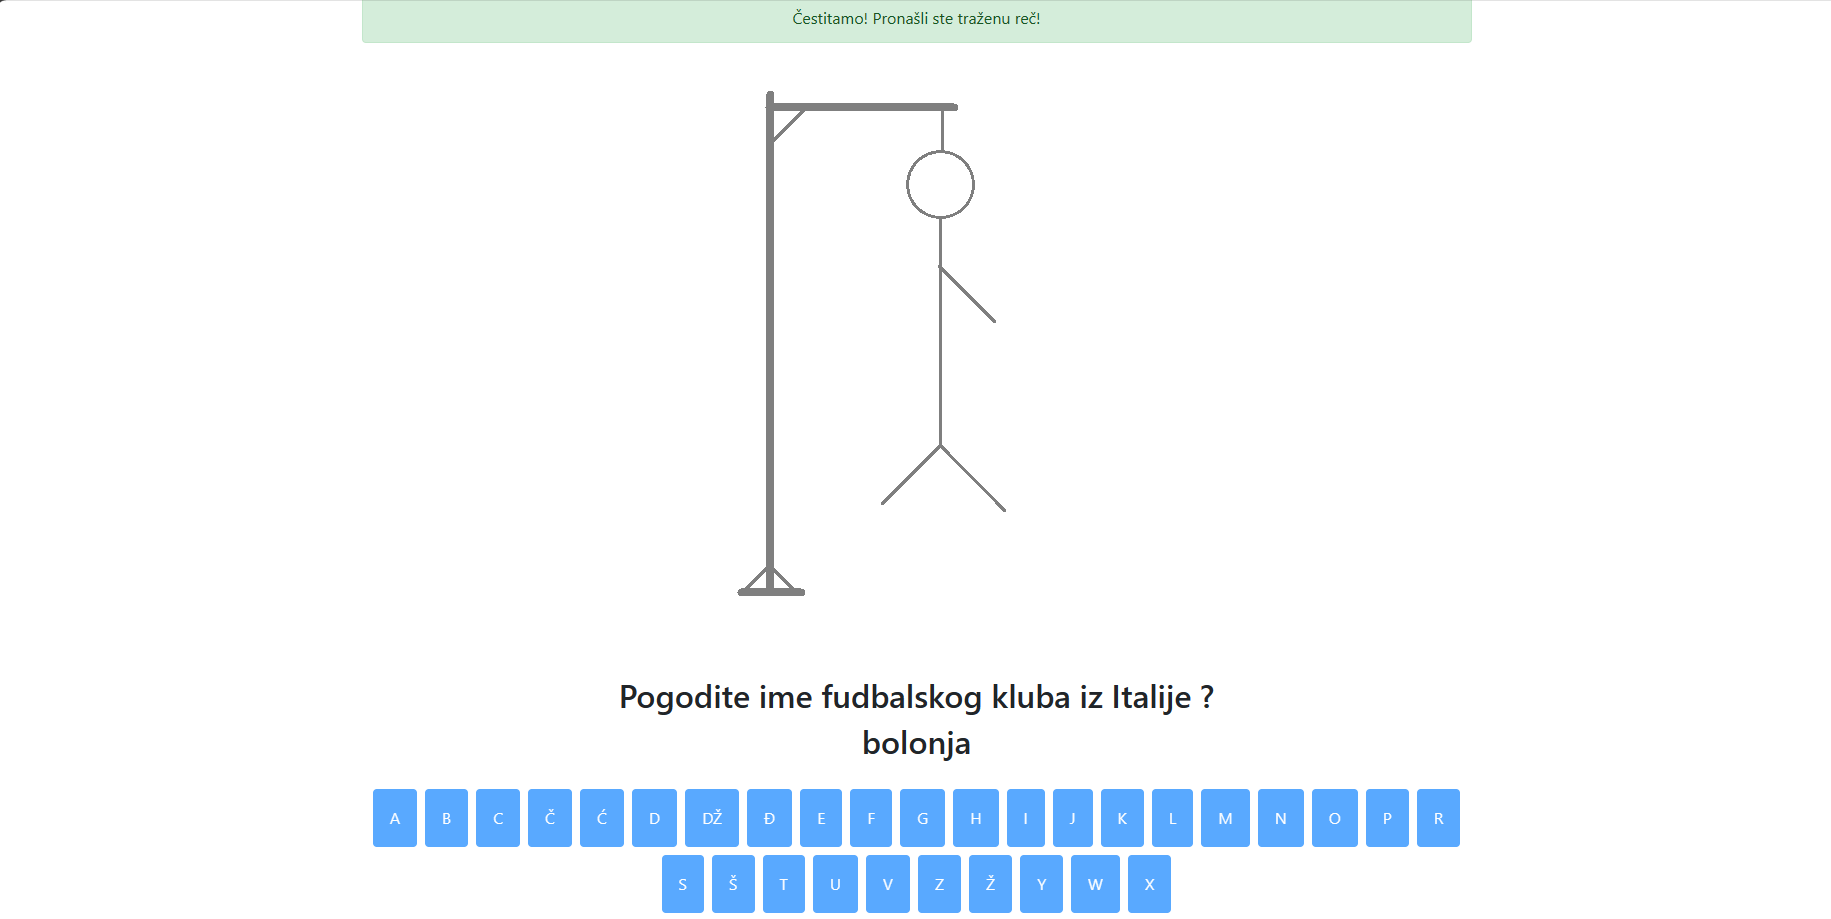 Čestitamo! Pronašli ste traženu reč!
Pogodite ime fudbalskog kluba iz Italije ?
bolonja
A B C Č Ć D DŽ Đ E F G H I J K L M N O P R
S Š T U V Z Ž Y W X